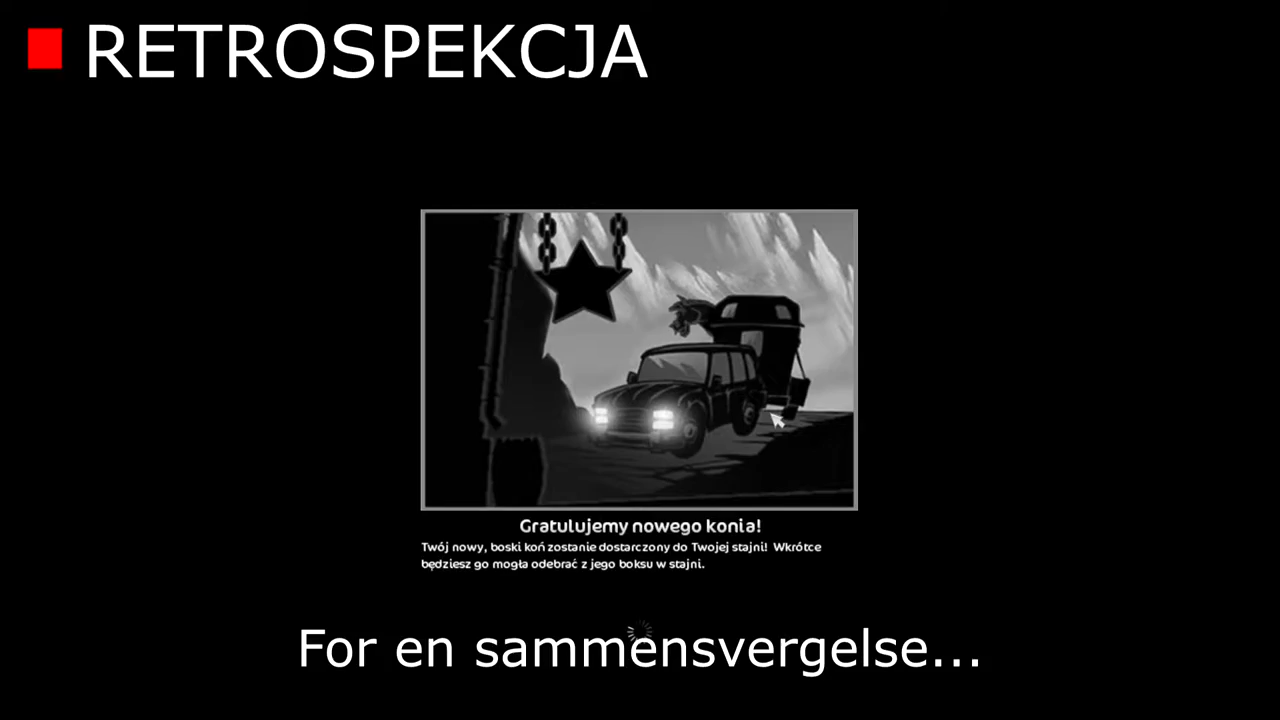 RETROSPEKCJA
Gratulujemy nowego konia!
Twój nowy, boski koń zostanie dostarczony do Twojej stajni! Wkrótce
będziesz go mogła odebrać z jego boksu w stajni.
For en sammensvergelse...